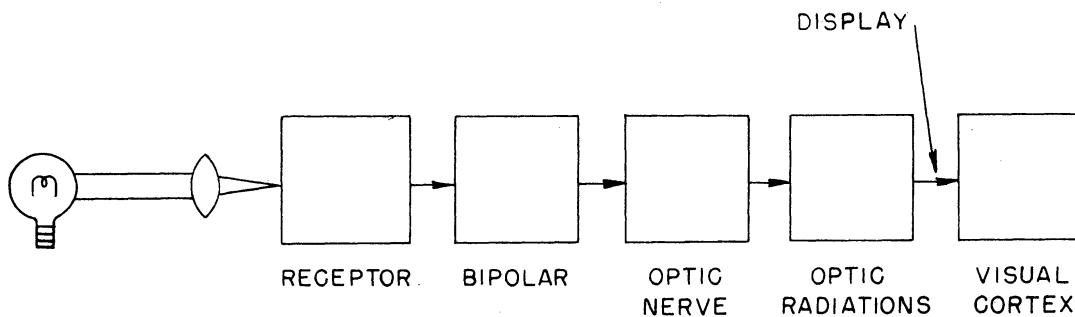 DISPLAY
RECEPTOR
BIPOLAR
OPTIC
NERVE
OPTIC
RADIATIONS
VISUAL
CORTEX